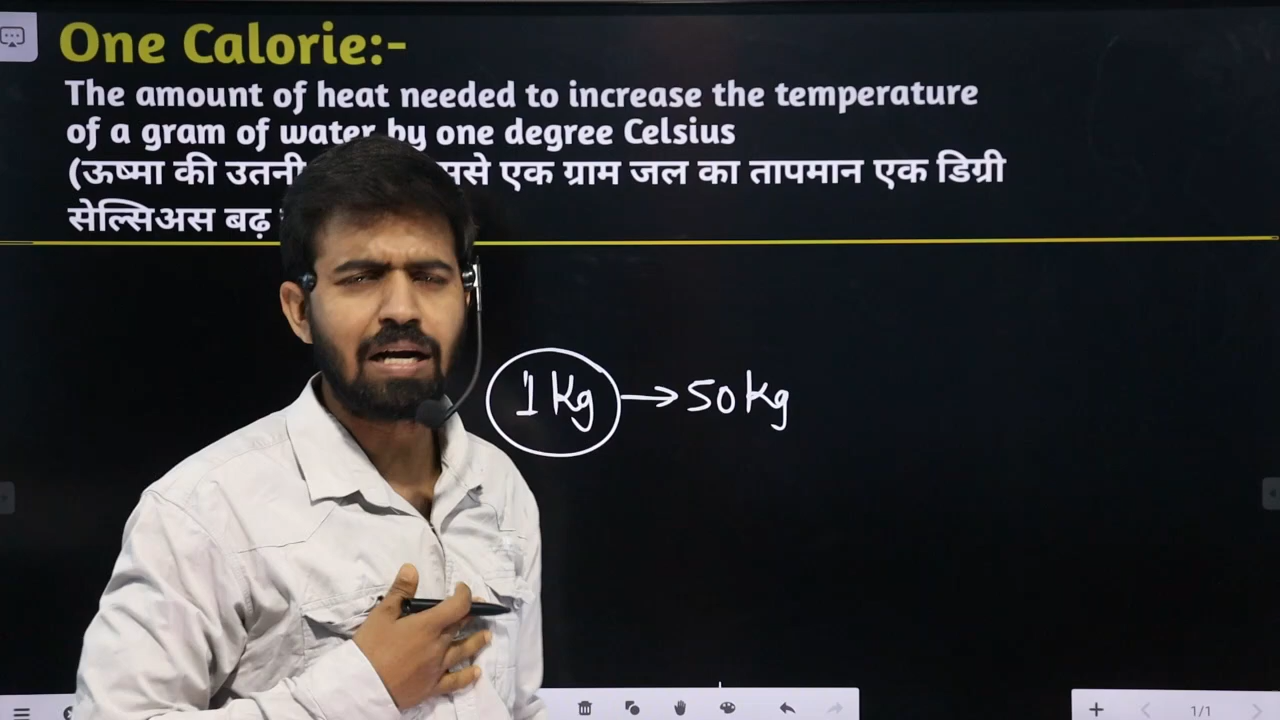 One Calorie:-
The amount of heat needed to increase the temperature
of a gram of water by one degree Celsius
(ऊष्मा की उतनी एक ग्राम जल का तापमान एक डिग्री
सेल्सिअस बढ़
1 Kg → 50 Kg
1/1